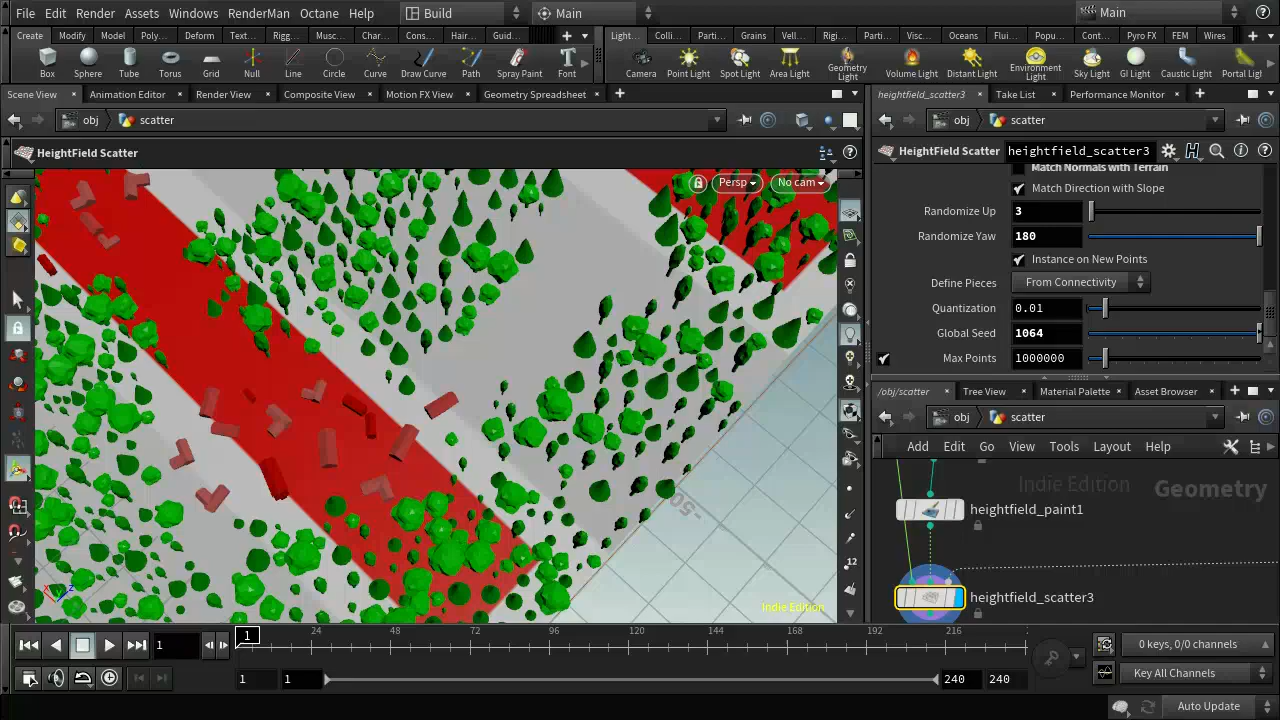 File Edit Render Assets Windows RenderMan Octane Help Build Main Main
Create Modify Model Poly... Deform Text... Rigg... Musc... Char... Cons... Hair... Guid... Light... Colli... Parti... Grains Vell... Rigi... Parti... Visc... Oceans Flui... Popu... Cont... Pyro FX FEM Wires
Box Sphere Tube Torus Grid Null Line Circle Curve Draw Curve Path Spray Paint Font Camera Point Light Spot Light Area Light Geometry Light Volume Light Distant Light Environment Light Sky Light GI Light Caustic Light Portal Ligl
Scene View Animation Editor Render View Composite View Motion FX View Geometry Spreadsheet heightfield_scatter3 Take List Performance Monitor
obj scatter obj scatter
HeightField Scatter HeightField Scatter heightfield_scatter3
Match Normals with Terrain
Persp No cam
Match Direction with Slope
Randomize Up 3
Randomize Yaw 180
Instance on New Points
Define Pieces From Connectivity
Quantization 0.01
Global Seed 1064
Max Points 1000000
/obj/scatter Tree View Material Palette Asset Browser
obj scatter
Add Edit Go View Tools Layout Help
Indie Edition Geometry
heightfield_paint1
-50
12
heightfield_scatter3
Indie Edition
1 1 24 48 72 96 120 144 168 192 216 2 0 keys, 0/0 channels
1 1 240 240 Key All Channels
Auto Update